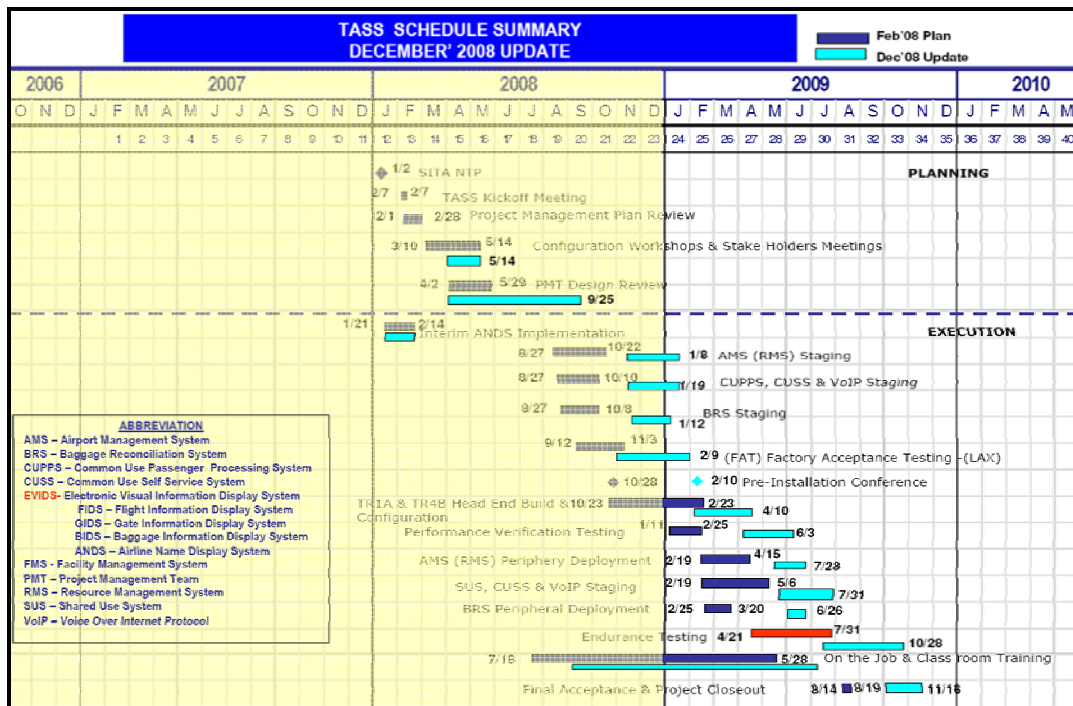 TASS SCHEDULE SUMMARY
DECEMBER' 2008 UPDATE
Feb'08 Plan
Dec'08 Update
2006 2007 2008 2009 2010
O N D J F M A M J J A S O N D J F M A M J J A S O N D J F M A M J J A S O N D J F M A M
1 2 3 4 5 6 7 8 9 10 11 12 13 14 15 16 17 18 19 20 21 22 23 24 25 26 27 28 29 30 31 32 33 34 35 36 37 38 39 40
1/2 SITA NTP PLANNING
2/7 2/7 TASS Kickoff Meeting
2/1 2/28 Project Management Plan Review
3/10 5/14 Configuration Workshops & Stake Holders Meetings
5/14
4/2 5/29 PMT Design Review
9/25
1/21 2/14 EXECUTION
Interim ANDS Implementation
8/27 10/22 1/8 AMS (RMS) Staging
8/27 10/10 1/19 CUPPS, CUSS & VoIP Staging
8/27 10/3 BRS Staging
1/12
9/12 11/3
2/9 (FAT) Factory Acceptance Testing -(LAX)
10/28 2/10 Pre-Installation Conference
TR1A & TR4B Head End Build & 10/23 2/23
Configuration 4/10
Performance Verification Testing 1/11 2/25 6/3
AMS (RMS) Periphery Deployment 2/19 4/15
7/28
SUS, CUSS & VoIP Staging 2/19 5/6
7/31
BRS Peripheral Deployment 2/25 3/20 6/26
Endurance Testing 4/21 7/31
10/28
7/16 5/28 On the Job & Class room Training
Final Acceptance & Project Closeout 8/14 8/19 11/16
ABBREVIATION
AMS – Airport Management System
BRS – Baggage Reconciliation System
CUPPS – Common Use Passenger Processing System
CUSS – Common Use Self Service System
EVIDS- Electronic Visual Information Display System
FIDS – Flight Information Display System
GIDS – Gate Information Display System
BIDS – Baggage Information Display System
ANDS – Airline Name Display System
FMS - Facility Management System
PMT – Project Management Team
RMS – Resource Management System
SUS – Shared Use System
VoIP – Voice Over Internet Protocol